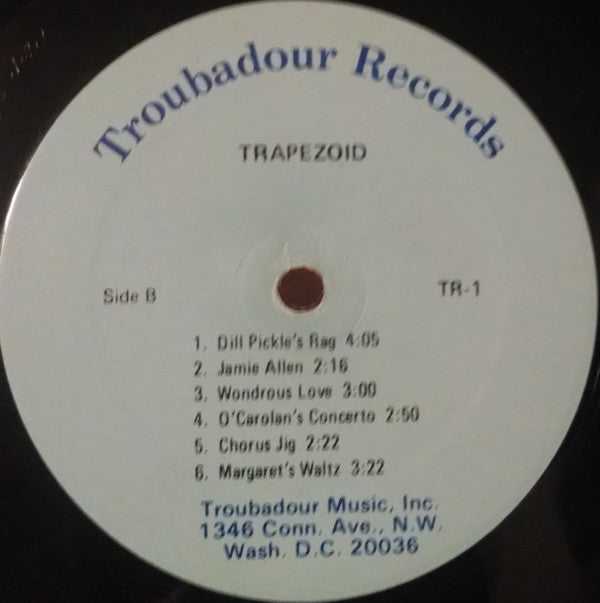 Troubadour Records
TRAPEZOID
Side B
TR-1
1. Dill Pickle's Rag 4:05
2. Jamie Allen 2:16
3. Wondrous Love 3:00
4. O'Carolan's Concerto 2:50
5. Chorus Jig 2:22
6. Margaret's Waltz 3:22
Troubadour Music, Inc.
1346 Conn. Ave., N.W.
Wash. D.C. 20036